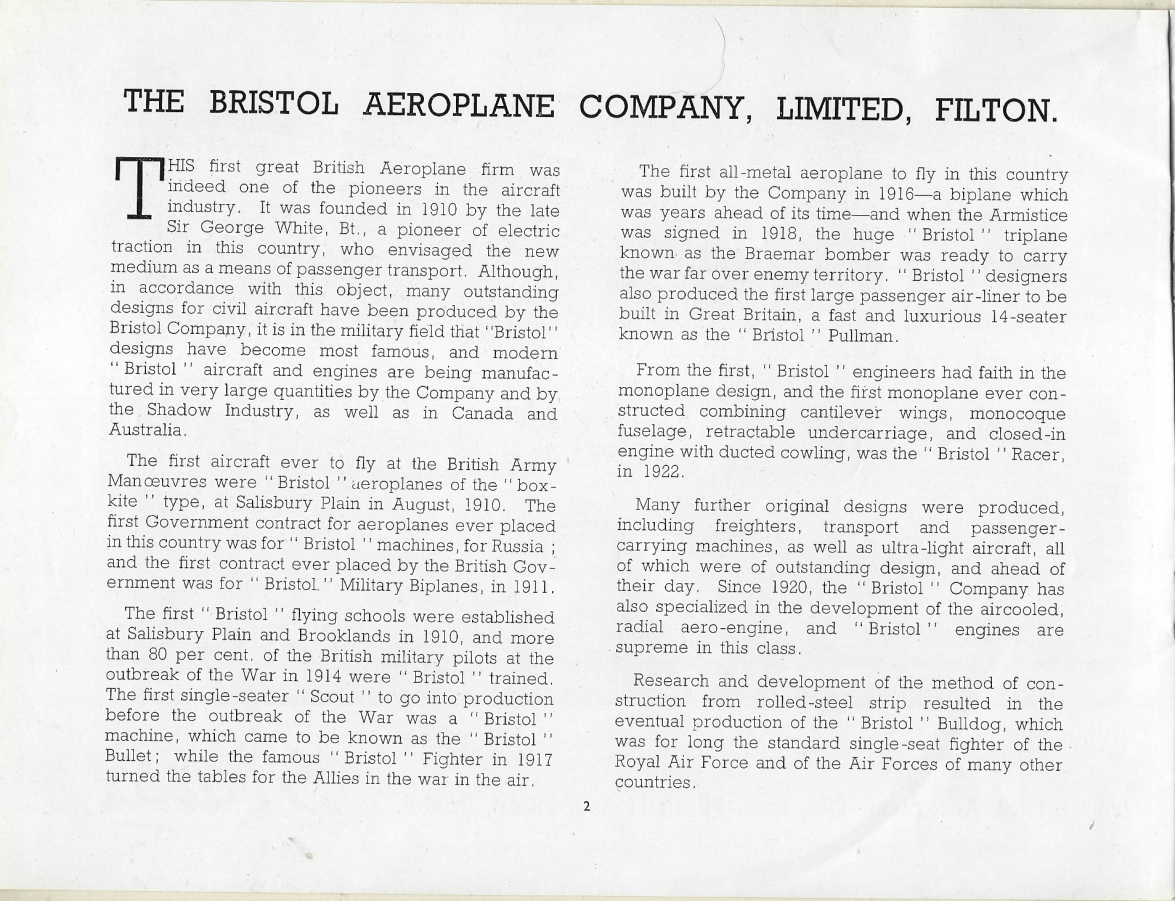 THE BRISTOL AEROPLANE COMPANY, LIMITED, FILTON.
THIS first great British Aeroplane firm was
indeed one of the pioneers in the aircraft
industry. It was founded in 1910 by the late
Sir George White, Bt., a pioneer of electric
traction in this country, who envisaged the new
medium as a means of passenger transport. Although,
in accordance with this object, many outstanding
designs for civil aircraft have been produced by the
Bristol Company, it is in the military field that "Bristol"
designs have become most famous, and modern
" Bristol " aircraft and engines are being manufac-
tured in very large quantities by the Company and by
the Shadow Industry, as well as in Canada and
Australia.
The first aircraft ever to fly at the British Army
Manœuvres were " Bristol " aeroplanes of the " box-
kite " type, at Salisbury Plain in August, 1910. The
first Government contract for aeroplanes ever placed
in this country was for " Bristol " machines, for Russia ;
and the first contract ever placed by the British Gov-
ernment was for " Bristol " Military Biplanes, in 1911.
The first " Bristol " flying schools were established
at Salisbury Plain and Brooklands in 1910, and more
than 80 per cent. of the British military pilots at the
outbreak of the War in 1914 were " Bristol " trained.
The first single-seater " Scout " to go into production
before the outbreak of the War was a " Bristol "
machine, which came to be known as the " Bristol "
Bullet; while the famous " Bristol " Fighter in 1917
turned the tables for the Allies in the war in the air.
The first all-metal aeroplane to fly in this country
was built by the Company in 1916—a biplane which
was years ahead of its time—and when the Armistice
was signed in 1918, the huge " Bristol " triplane
known as the Braemar bomber was ready to carry
the war far over enemy territory. " Bristol " designers
also produced the first large passenger air-liner to be
built in Great Britain, a fast and luxurious 14-seater
known as the " Bristol " Pullman.
From the first, " Bristol " engineers had faith in the
monoplane design, and the first monoplane ever con-
structed combining cantilever wings, monocoque
fuselage, retractable undercarriage, and closed-in
engine with ducted cowling, was the " Bristol " Racer,
in 1922.
Many further original designs were produced,
including freighters, transport and passenger-
carrying machines, as well as ultra-light aircraft, all
of which were of outstanding design, and ahead of
their day. Since 1920, the " Bristol " Company has
also specialized in the development of the aircooled,
radial aero-engine, and " Bristol " engines are
supreme in this class.
Research and development of the method of con-
struction from rolled-steel strip resulted in the
eventual production of the " Bristol " Bulldog, which
was for long the standard single-seat fighter of the
Royal Air Force and of the Air Forces of many other
countries.
2